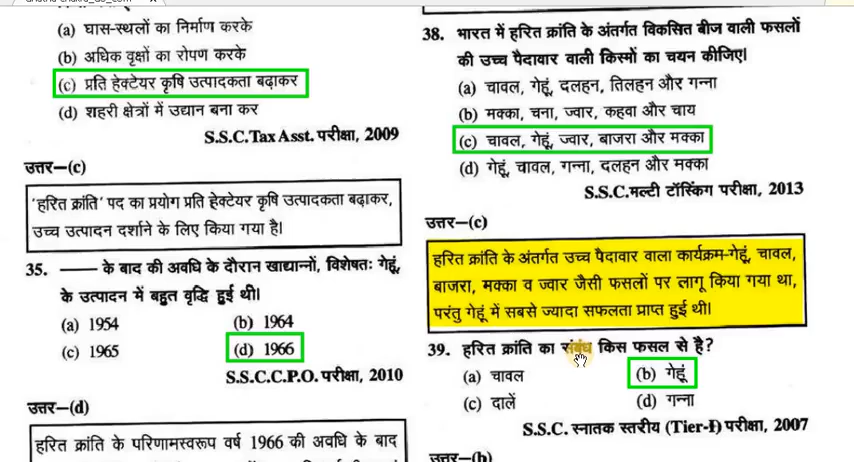 (a) घास-स्थलों का निर्माण करके
(b) अधिक वृक्षों का रोपण करके
(c) प्रति हेक्टेयर कृषि उत्पादकता बढ़ाकर
(d) शहरी क्षेत्रों में उद्यान बना कर
S.S.C.Tax Asst. परीक्षा, 2009
उत्तर—(c)
'हरित क्रांति' पद का प्रयोग प्रति हेक्टेयर कृषि उत्पादकता बढ़ाकर,
उच्च उत्पादन दर्शाने के लिए किया गया है।
35. —— के बाद की अवधि के दौरान खाद्यान्नों, विशेषतः गेहूं,
के उत्पादन में बहुत वृद्धि हुई थी।
(a) 1954 (b) 1964
(c) 1965 (d) 1966
S.S.C.C.P.O. परीक्षा, 2010
उत्तर—(d)
हरित क्रांति के परिणामस्वरूप वर्ष 1966 की अवधि के बाद
38. भारत में हरित क्रांति के अंतर्गत विकसित बीज वाली फसलों
की उच्च पैदावार वाली किस्मों का चयन कीजिए।
(a) चावल, गेहूं, दलहन, तिलहन और गन्ना
(b) मक्का, चना, ज्वार, कहवा और चाय
(c) चावल, गेहूं, ज्वार, बाजरा और मक्का
(d) गेहूं, चावल, गन्ना, दलहन और मक्का
S.S.C.मल्टी टॉस्किंग परीक्षा, 2013
उत्तर—(c)
हरित क्रांति के अंतर्गत उच्च पैदावार वाला कार्यक्रम-गेहूं, चावल,
बाजरा, मक्का व ज्वार जैसी फसलों पर लागू किया गया था,
परंतु गेहूं में सबसे ज्यादा सफलता प्राप्त हुई थी।
39. हरित क्रांति का संबंध किस फसल से है?
(a) चावल (b) गेहूं
(c) दालें (d) गन्ना
S.S.C. स्नातक स्तरीय (Tier-I) परीक्षा, 2007
उत्तर—(b)